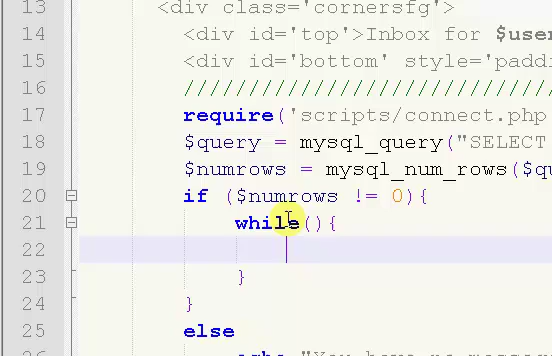 13 <div class='cornersfg'>
14 <div id='top'>Inbox for $user
15 <div id='bottom' style='paddi
16 ////////////////////////////
17 require('scripts/connect.php
18 $query = mysql_query("SELECT
19 $numrows = mysql_num_rows($qu
20 if ($numrows != 0){
21 while(){
22
23 }
24 }
25 else